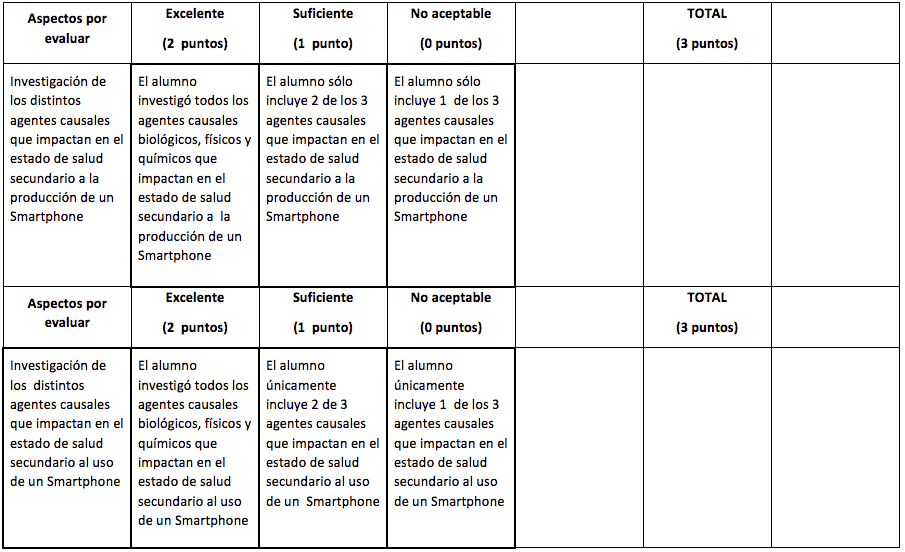 Aspectos por
evaluar
Excelente
(2 puntos)
Suficiente
(1 punto)
No aceptable
(0 puntos)
TOTAL
(3 puntos)
Investigación de
los distintos
agentes causales
que impactan en el
estado de salud
secundario a la
producción de un
Smartphone
El alumno
investigó todos los
agentes causales
biológicos, físicos y
químicos que
impactan en el
estado de salud
secundario a la
producción de un
Smartphone
El alumno sólo
incluye 2 de los 3
agentes causales
que impactan en el
estado de salud
secundario a la
producción de un
Smartphone
El alumno sólo
incluye 1 de los 3
agentes causales
que impactan en el
estado de salud
secundario a la
producción de un
Smartphone
Aspectos por
evaluar
Excelente
(2 puntos)
Suficiente
(1 punto)
No aceptable
(0 puntos)
TOTAL
(3 puntos)
Investigación de
los distintos
agentes causales
que impactan en el
estado de salud
secundario al uso
de un Smartphone
El alumno
investigó todos los
agentes causales
biológicos, físicos y
químicos que
impactan en el
estado de salud
secundario al uso
de un Smartphone
El alumno
únicamente
incluye 2 de 3
agentes causales
que impactan en el
estado de salud
secundario al uso
de un Smartphone
El alumno
únicamente
incluye 1 de los 3
agentes causales
que impactan en el
estado de salud
secundario al uso
de un Smartphone